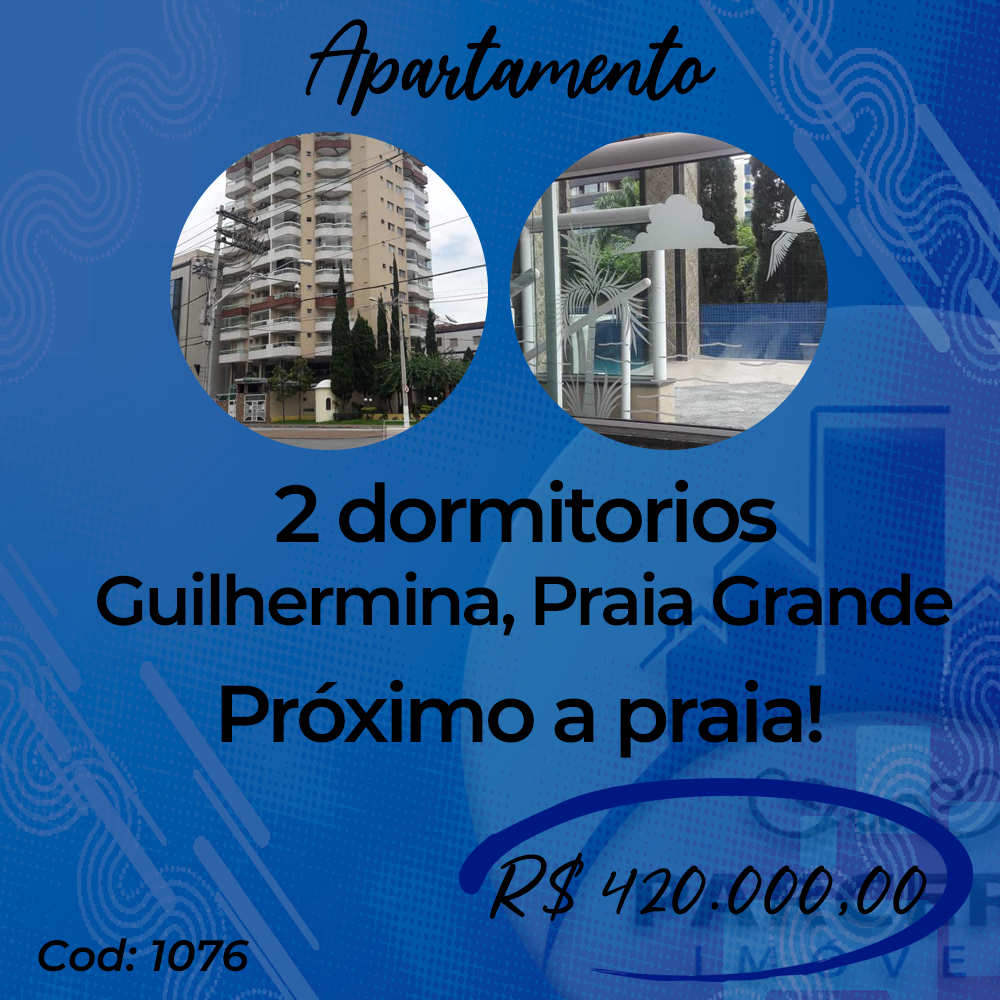 Apartamento
2 dormitorios
Guilhermina, Praia Grande
Próximo a praia!
R$ 420.000,00
Cod: 1076